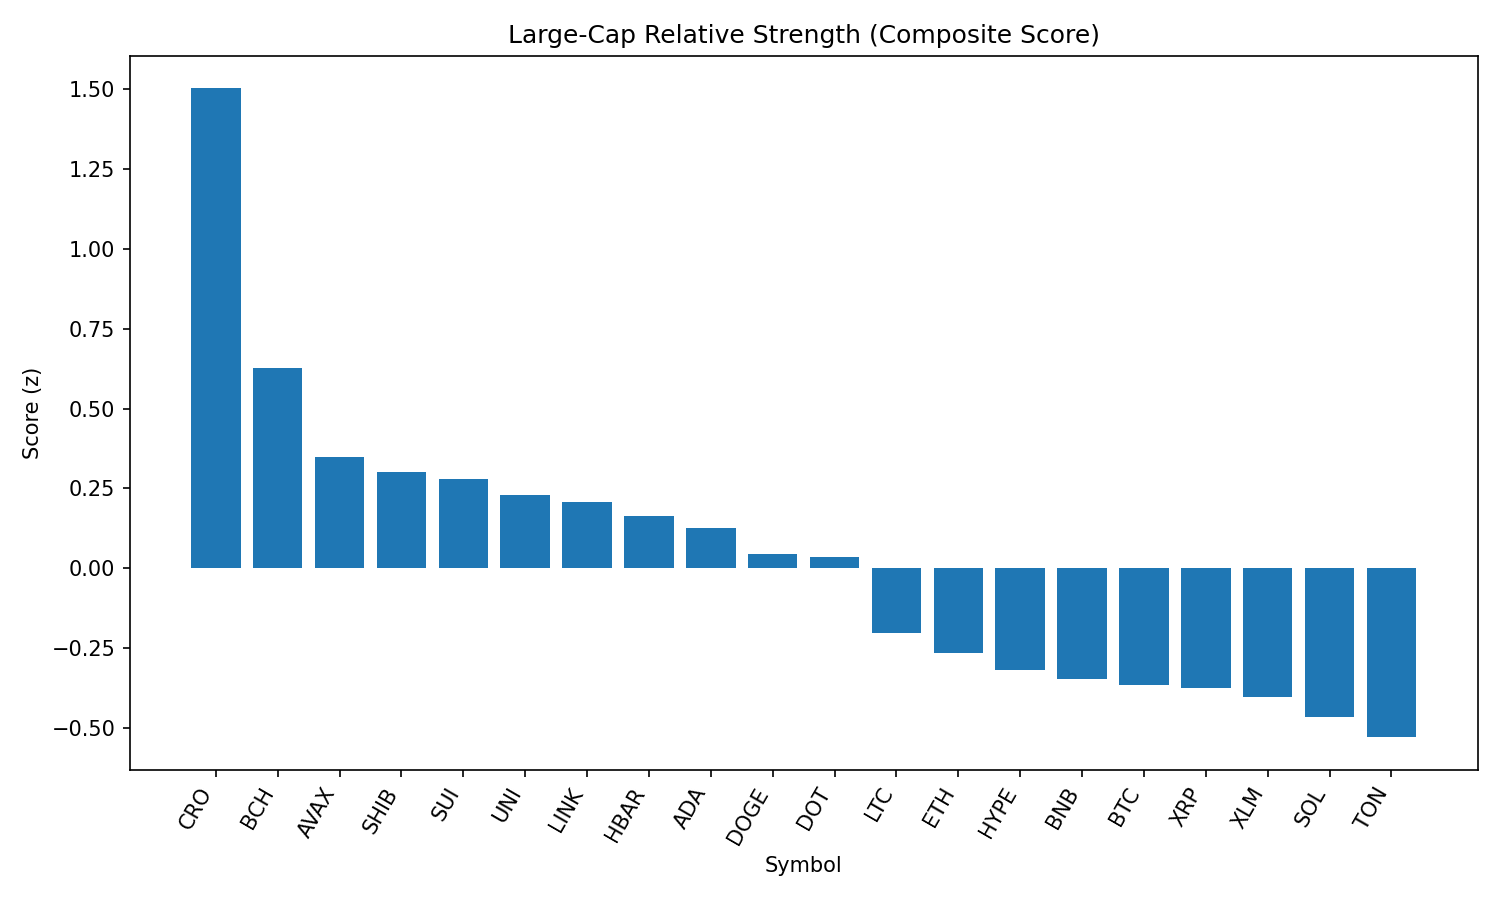 Large-Cap Relative Strength (Composite Score)
Score (z)
1.50
1.25
1.00
0.75
0.50
0.25
0.00
−0.25
−0.50
CRO
BCH
AVAX
SHIB
SUI
UNI
LINK
HBAR
ADA
DOGE
DOT
LTC
ETH
HYPE
BNB
BTC
XRP
XLM
SOL
TON
Symbol